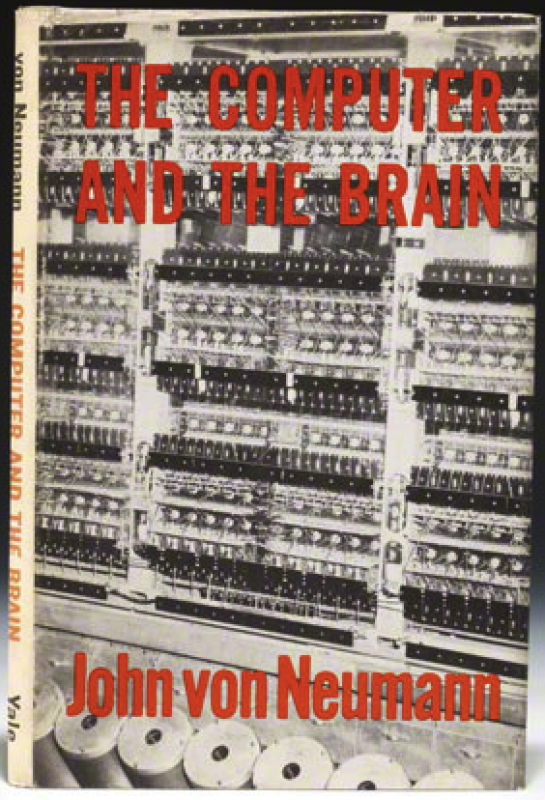 THE COMPUTER
AND THE BRAIN
John von Neumann
von Neumann THE COMPUTER AND THE BRAIN Yale